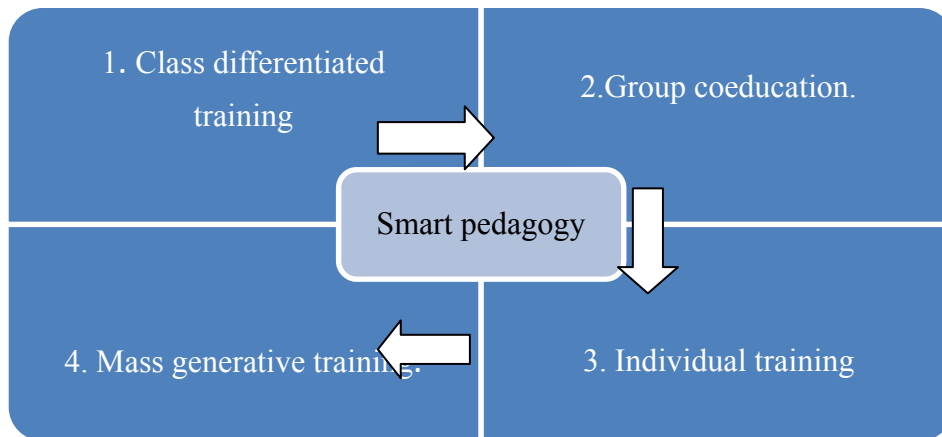 1. Class differentiated
training
2.Group coeducation.
Smart pedagogy
3. Individual training
4. Mass generative training.